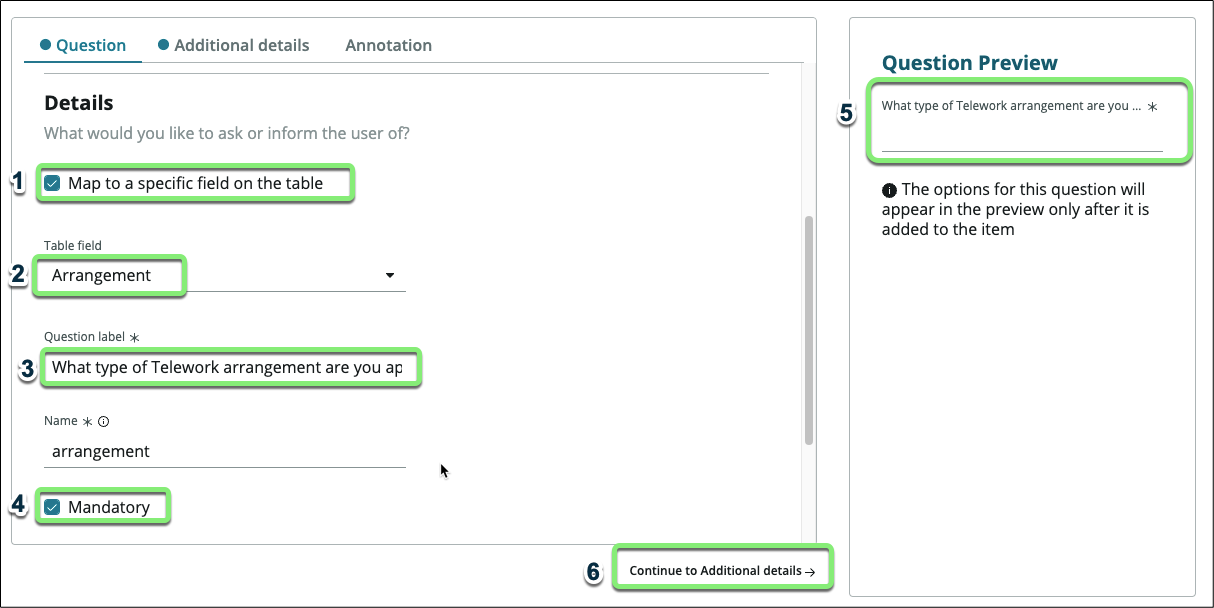 Question
Additional details
Annotation
Details
What would you like to ask or inform the user of?
1
Map to a specific field on the table
Table field
2
Arrangement
Question label *
3
What type of Telework arrangement are you ap
Name *
arrangement
4
Mandatory
6
Continue to Additional details →
Question Preview
5
What type of Telework arrangement are you ... *
The options for this question will
appear in the preview only after it is
added to the item